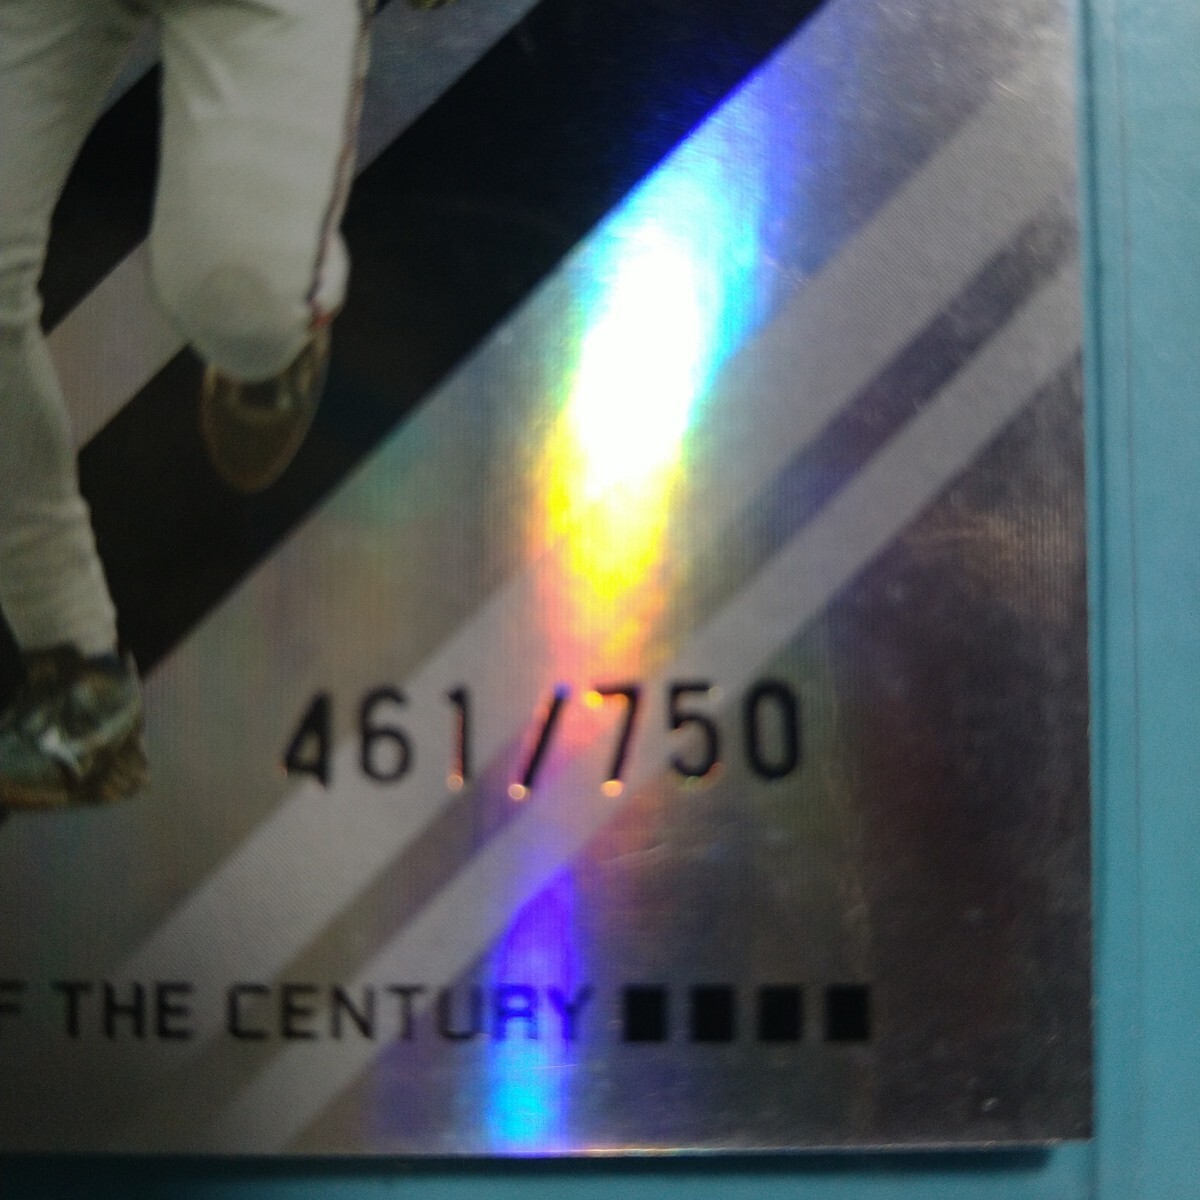 461/750
F THE CENTURY